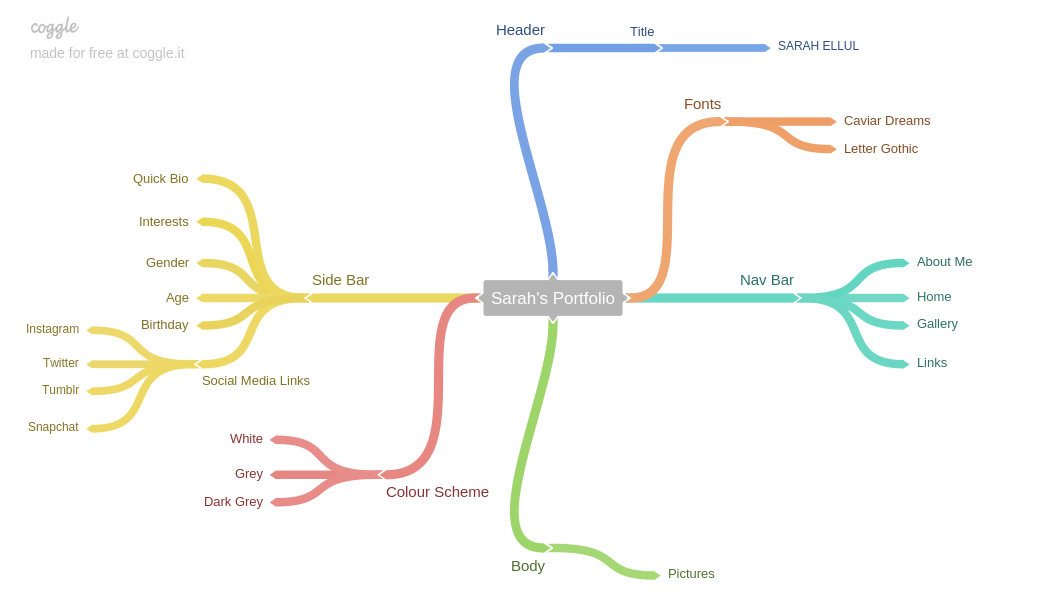 coggle
made for free at coggle.it
Header
Title
SARAH ELLUL
Fonts
Caviar Dreams
Letter Gothic
Quick Bio
Interests
Gender
Age
Birthday
Side Bar
Social Media Links
Instagram
Twitter
Tumblr
Snapchat
Sarah's Portfolio
Nav Bar
About Me
Home
Gallery
Links
White
Grey
Dark Grey
Colour Scheme
Body
Pictures